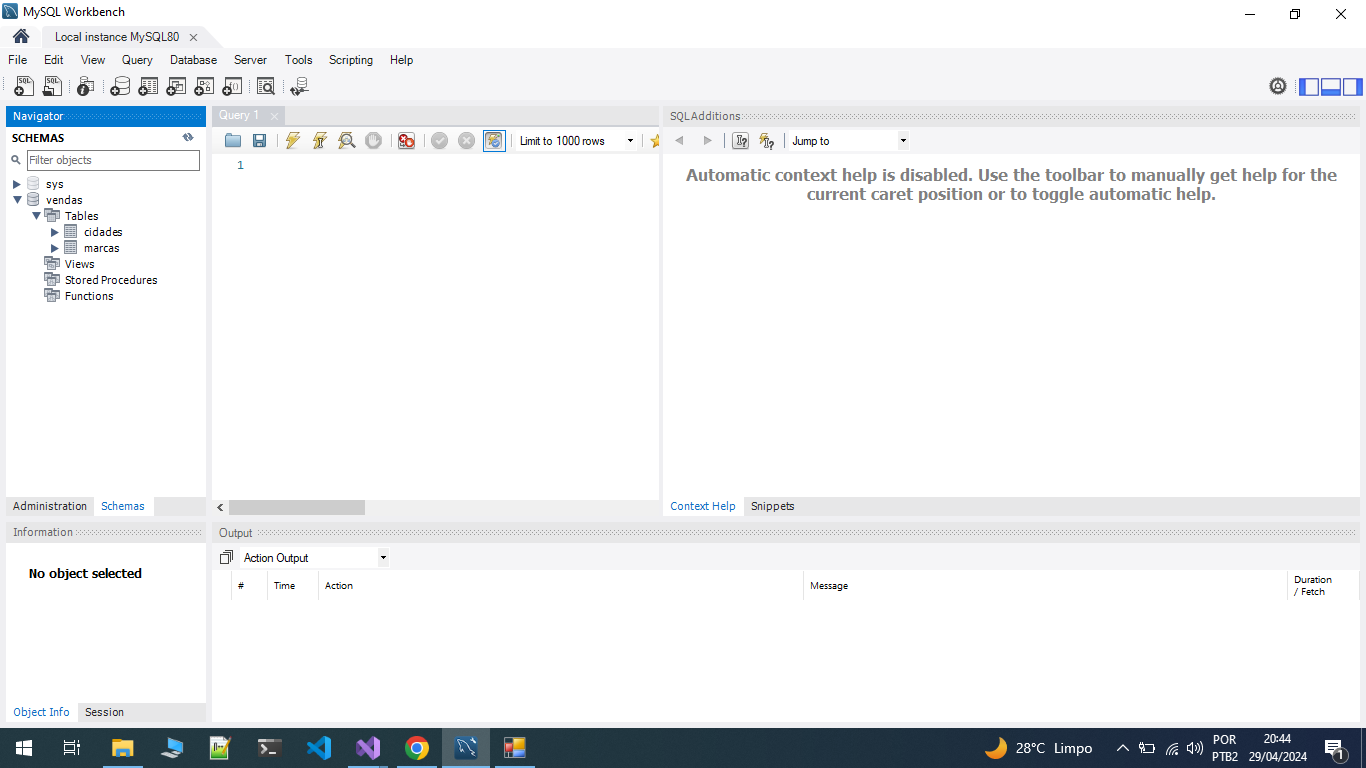 MySQL Workbench
Local instance MySQL80
File Edit View Query Database Server Tools Scripting Help
Navigator
SCHEMAS
Filter objects
sys
vendas
Tables
cidades
marcas
Views
Stored Procedures
Functions
Administration Schemas
Query 1
Limit to 1000 rows
1
SQLAdditions
Jump to
Automatic context help is disabled. Use the toolbar to manually get help for the
current caret position or to toggle automatic help.
Context Help Snippets
Information
No object selected
Object Info Session
Output
Action Output
# Time Action Message Duration
/ Fetch
28°C Limpo
POR
PTB2
20:44
29/04/2024
1